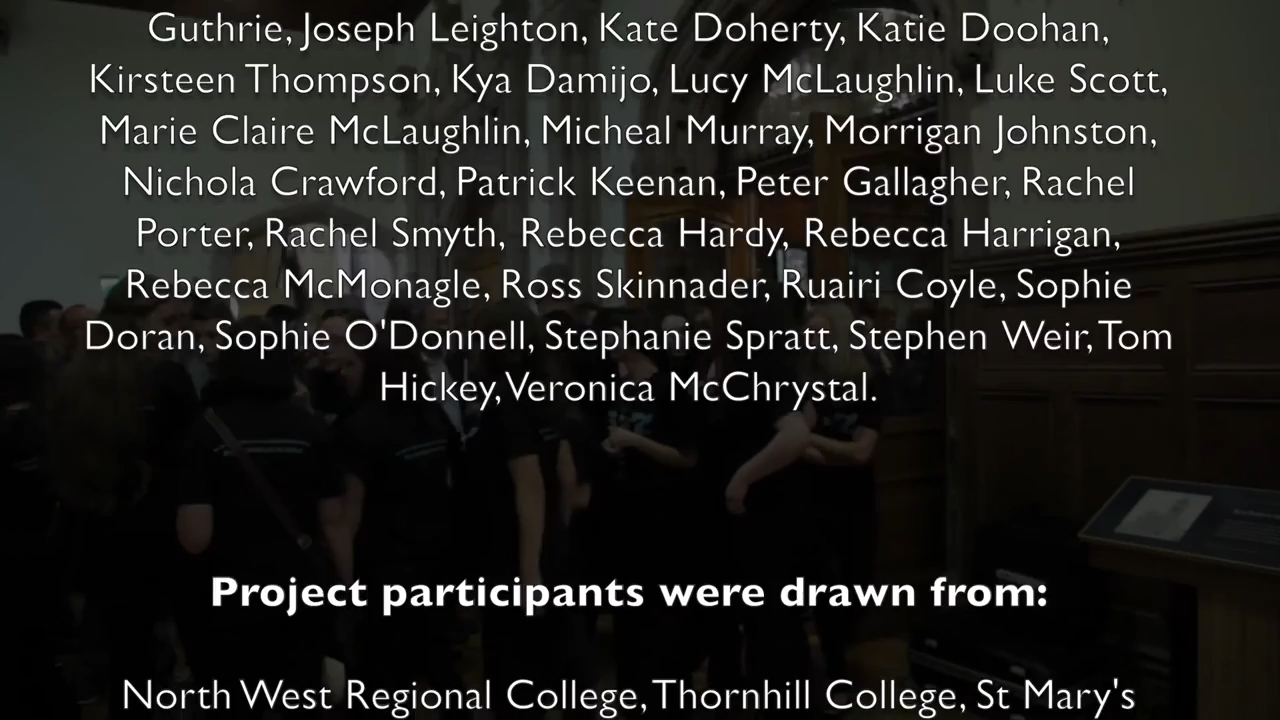 Guthrie, Joseph Leighton, Kate Doherty, Katie Doohan,
Kirsteen Thompson, Kya Damijo, Lucy McLaughlin, Luke Scott,
Marie Claire McLaughlin, Micheal Murray, Morrigan Johnston,
Nichola Crawford, Patrick Keenan, Peter Gallagher, Rachel
Porter, Rachel Smyth, Rebecca Hardy, Rebecca Harrigan,
Rebecca McMonagle, Ross Skinnader, Ruairi Coyle, Sophie
Doran, Sophie O'Donnell, Stephanie Spratt, Stephen Weir, Tom
Hickey, Veronica McChrystal.
Project participants were drawn from:
North West Regional College, Thornhill College, St Mary's